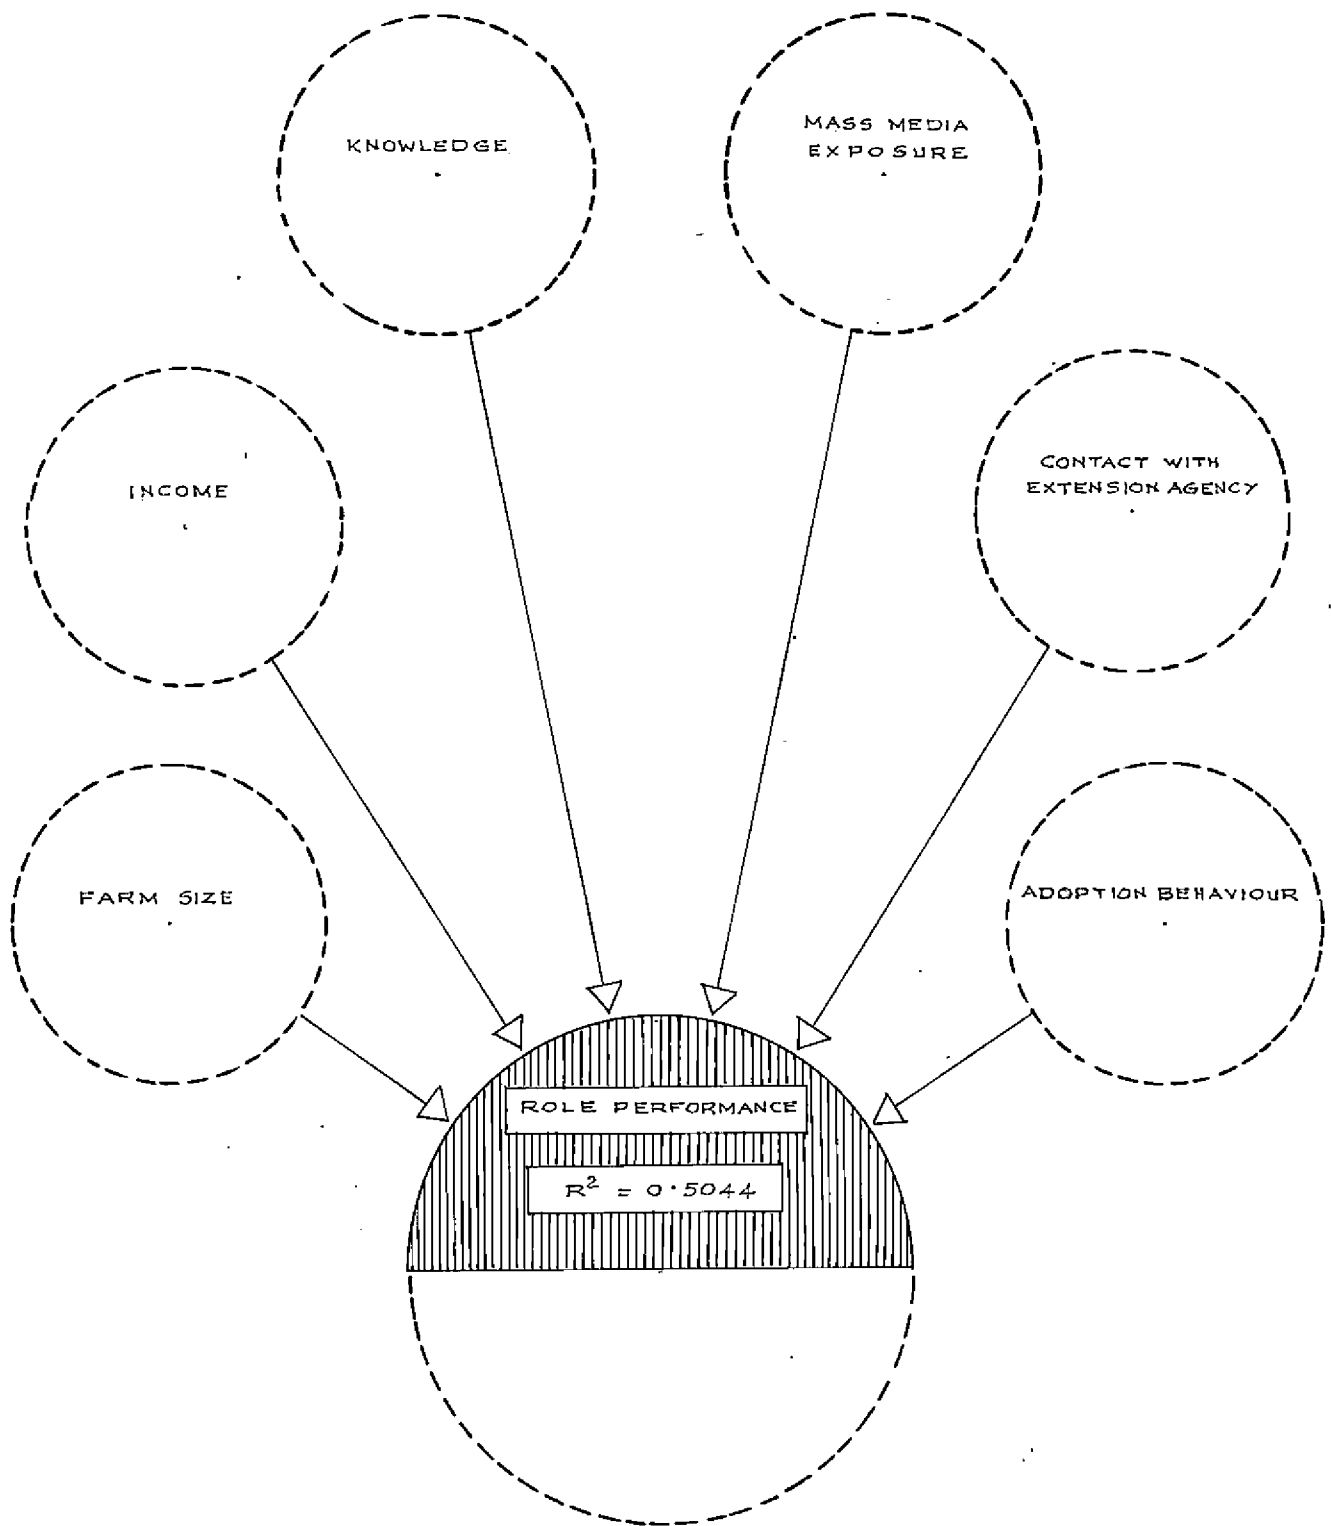 KNOWLEDGE
MASS MEDIA
EXPOSURE
INCOME
CONTACT WITH
EXTENSION AGENCY
FARM SIZE
ADOPTION BEHAVIOUR
ROLE PERFORMANCE
R² = 0.5044